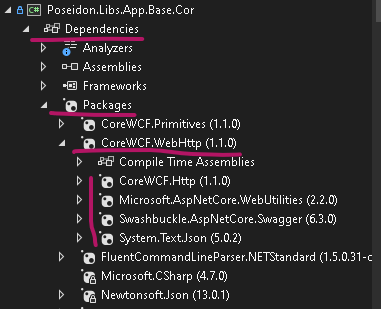 Poseidon.Libs.App.Base.Cor
Dependencies
Analyzers
Assemblies
Frameworks
Packages
CoreWCF.Primitives (1.1.0)
CoreWCF.WebHttp (1.1.0)
Compile Time Assemblies
CoreWCF.Http (1.1.0)
Microsoft.AspNetCore.WebUtilities (2.2.0)
Swashbuckle.AspNetCore.Swagger (6.3.0)
System.Text.Json (5.0.2)
FluentCommandLineParser.NETStandard (1.5.0.31-c
Microsoft.CSharp (4.7.0)
Newtonsoft.Json (13.0.1)